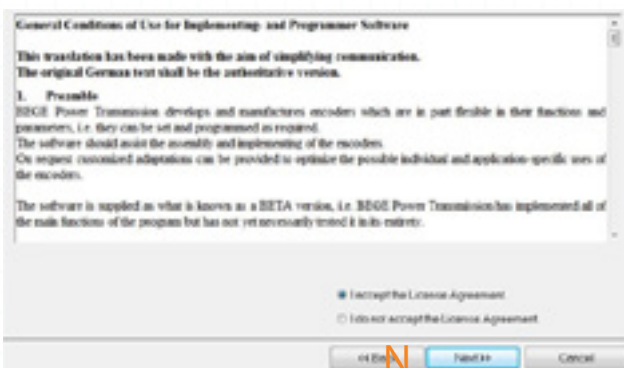 General Conditions of Use for Implementing- and Programmer Software
This translation has been made with the aim of simplifying communication.
The original German text shall be the authoritative version.
1. Preamble
BEGE Power Transmission develops and manufactures encoders which are in part flexible in their functions and
parameters, i.e. they can be set and programmed as required.
The software should assist the assembly and implementing of the encoders.
On request customized adaptations can be provided to optimize the possible individual and application-specific uses of
the encoders.
The software is supplied as what is known as a BETA version, i.e. BEGE Power Transmission has implemented all of
the main functions of the program but has not yet necessarily tested it in its entirety.
I accept the License Agreement
I do not accept the License Agreement
<< Back N Next >> Cancel